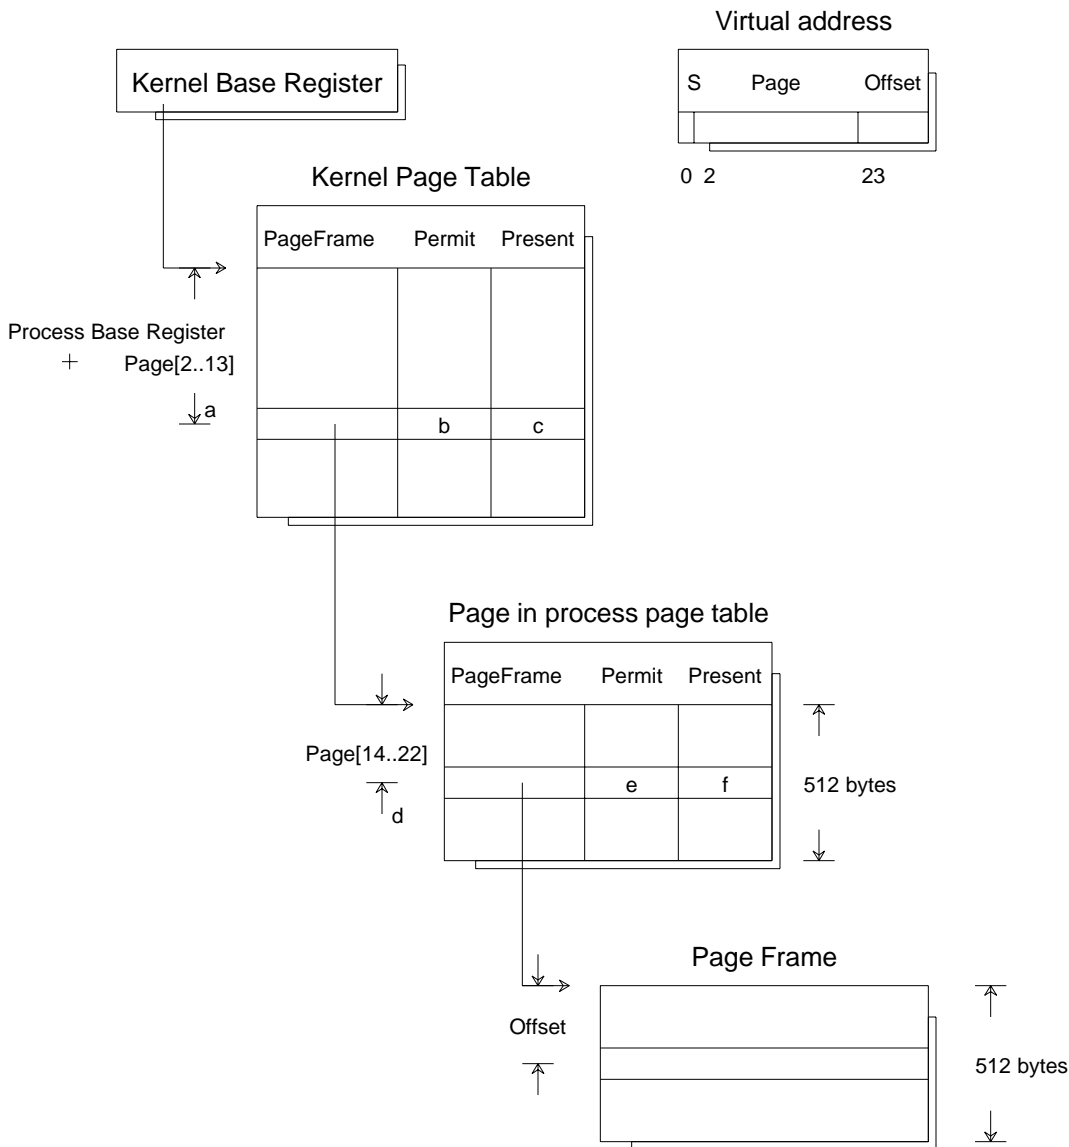 Virtual address
Kernel Base Register
S Page Offset
0 2 23
Kernel Page Table
PageFrame Permit Present
Process Base Register
+ Page[2..13]
a
b c
Page in process page table
PageFrame Permit Present
Page[14..22]
e f
512 bytes
d
Page Frame
Offset
512 bytes